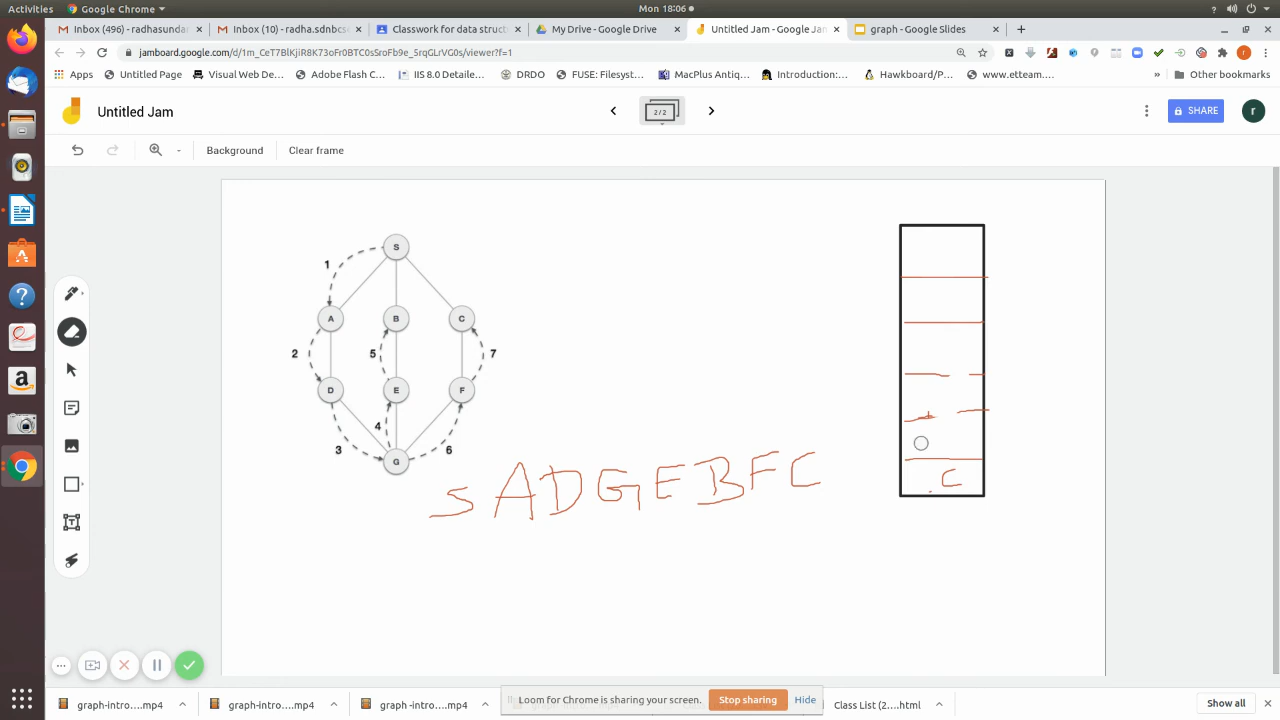 Activities Google Chrome Mon 18:06
Inbox (496) - radhasundar Inbox (10) - radha.sdnbcs Classwork for data struct My Drive - Google Drive Untitled Jam - Google Jam graph - Google Slides
jamboard.google.com/d/1m_CeT7BlKjiR8K73oFr0BTC0sSroFb9e_5rqGLrVG0s/viewer?f=1
Apps Untitled Page Visual Web De... Adobe Flash C... IIS 8.0 Detaile... DRDO FUSE: Filesyst... MacPlus Antiq... Introduction:... Hawkboard/P... www.etteam.... Other bookmarks
Untitled Jam 2/2 SHARE r
Background Clear frame
S
1
A B C
2 5 7
D E F
4
3 6
G
S A D G E B F C
C
Loom for Chrome is sharing your screen. Stop sharing Hide
graph-intro....mp4 graph-intro....mp4 graph -intro....mp4 Class List (2....html Show all